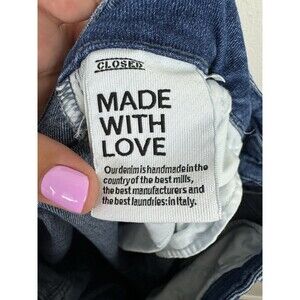 CLOSED
MADE
WITH
LOVE
Our denim is handmade in the
country of the best mills,
the best manufacturers and
the best laundries: in Italy.